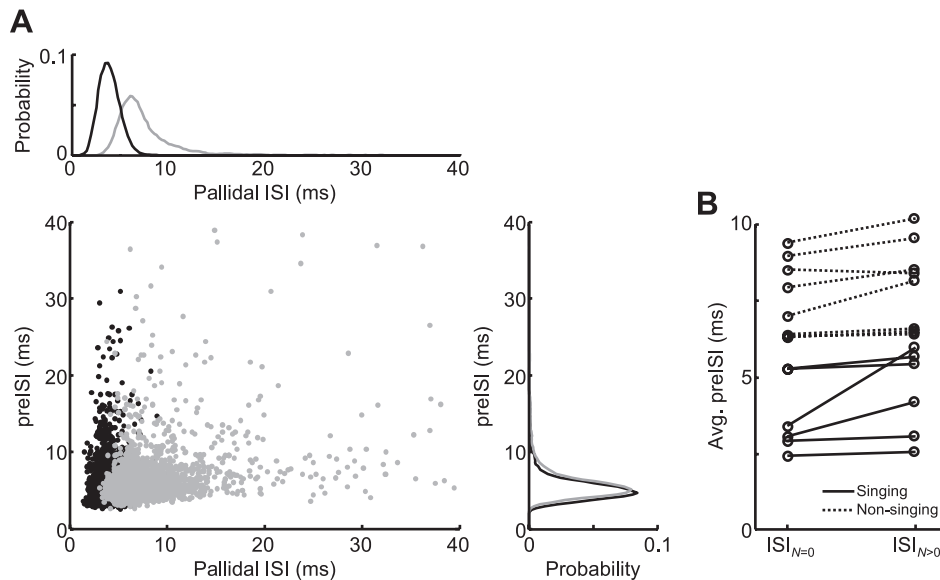 A
0.1
Probability
0
0 10 20 30 40
Pallidal ISI (ms)
40
30
20
10
0
preISI (ms)
0 10 20 30 40
Pallidal ISI (ms)
40
30
20
10
0
preISI (ms)
0 0.1
Probability
B
10
5
0
Avg. preISI (ms)
Singing
Non-singing
ISI N=0 ISI N>0